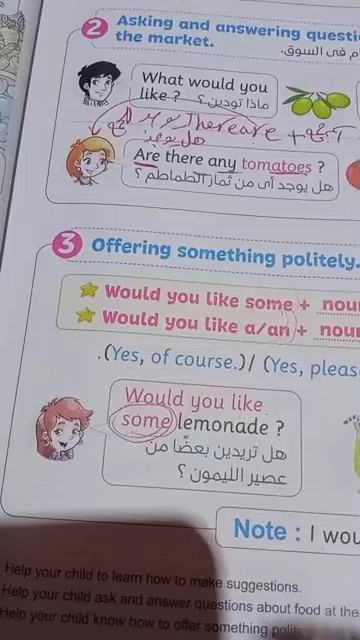 2 Asking and answering questi
the market.
م فى السوق.
What would you
like ?
ماذا تودين ؟
There are +
هل يوجد
Are there any tomatoes ?
هل يوجد أى من ثمار الطماطم ؟
3 Offering something politely.
Would you like some + nou
Would you like a/an + nou
.(Yes, of course.)/ (Yes, pleas
Would you like
some lemonade ?
هل تريدين بعضًا من
عصير الليمون ؟
Note : I wou
Help your child to learn how to make suggestions.
Help your child ask and answer questions about food at the
Help your child know how to offer something polite